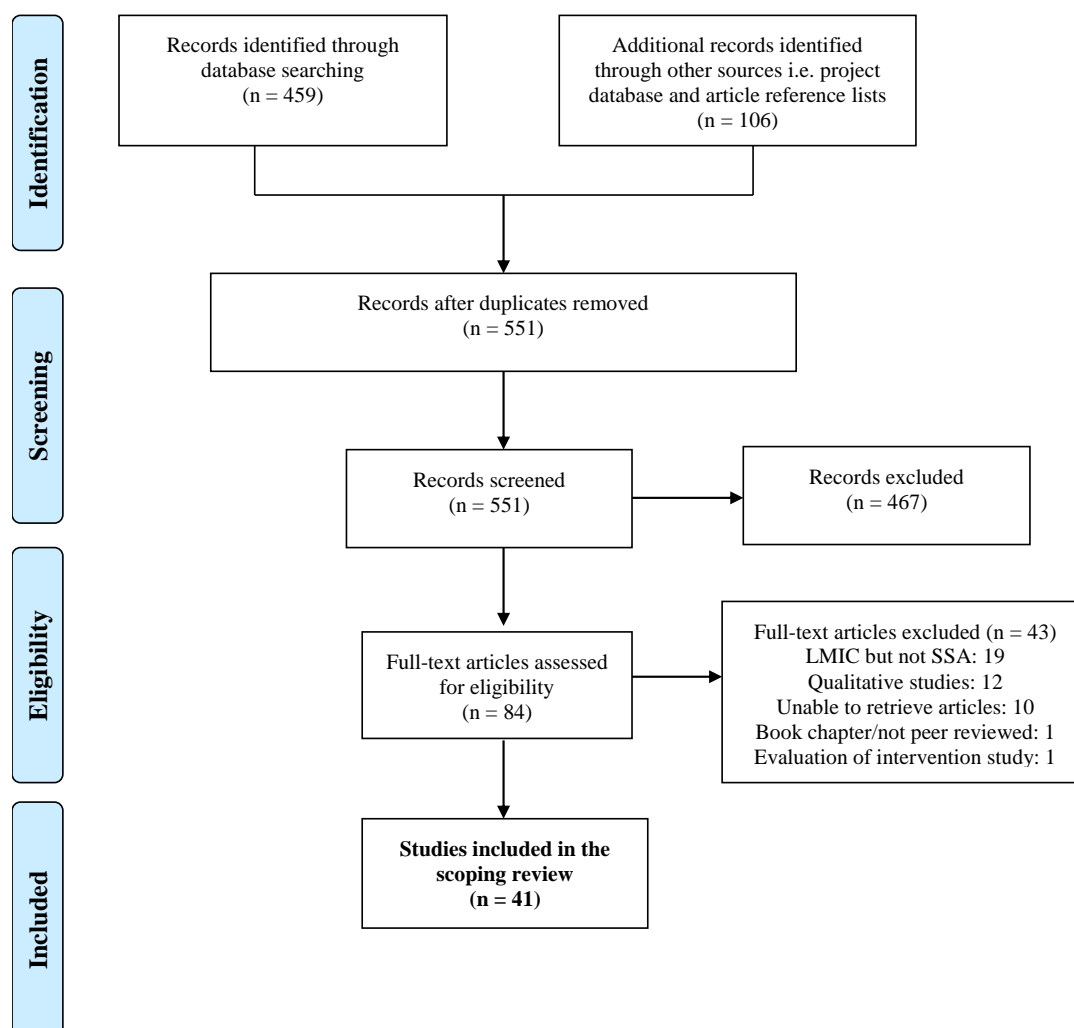 Identification
Records identified through
database searching
(n = 459)
Additional records identified
through other sources i.e. project
database and article reference lists
(n = 106)
Screening
Records after duplicates removed
(n = 551)
Records screened
(n = 551)
Records excluded
(n = 467)
Eligibility
Full-text articles assessed
for eligibility
(n = 84)
Full-text articles excluded (n = 43)
LMIC but not SSA: 19
Qualitative studies: 12
Unable to retrieve articles: 10
Book chapter/not peer reviewed: 1
Evaluation of intervention study: 1
Included
Studies included in the
scoping review
(n = 41)